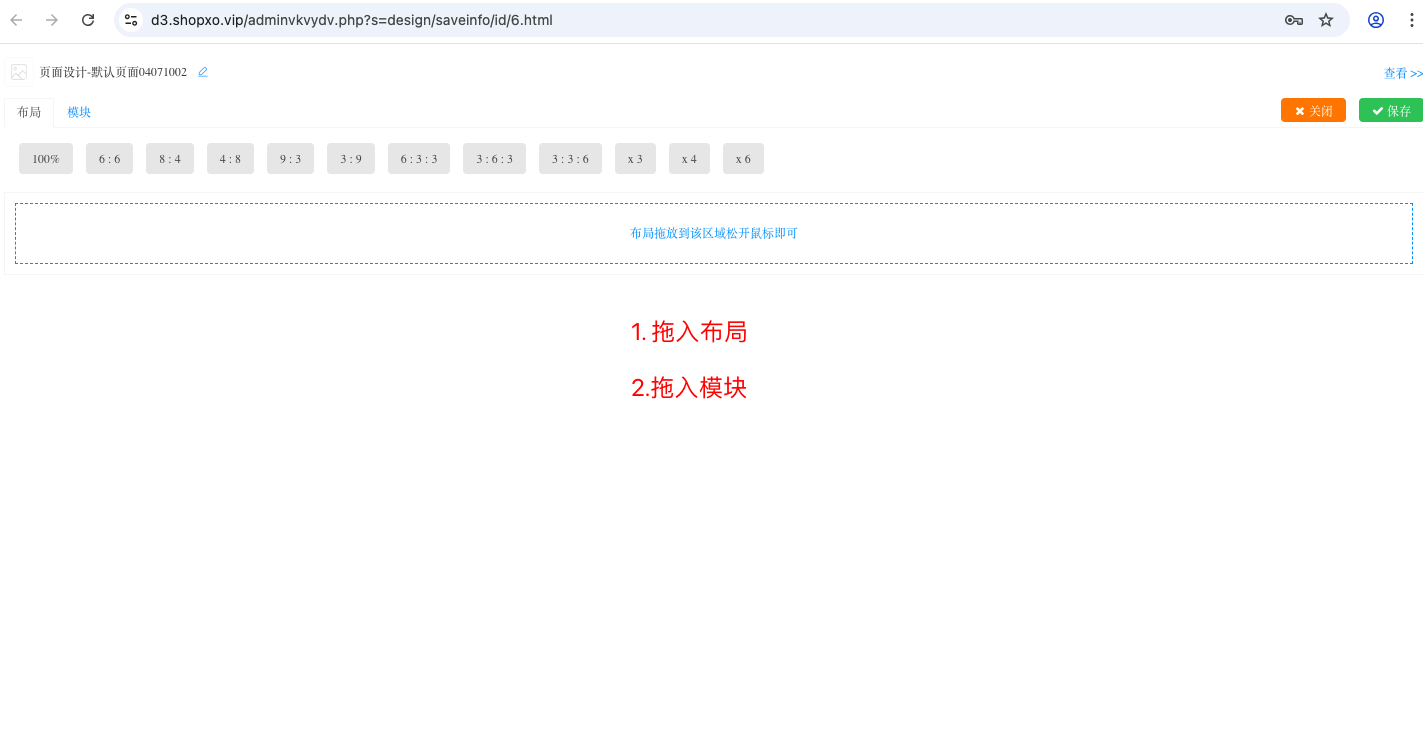 d3.shopxo.vip/adminvkvydv.php?s=design/saveinfo/id/6.html
页面设计-默认页面04071002
查看 >>
布局 模块 关闭 保存
100% 6 : 6 8 : 4 4 : 8 9 : 3 3 : 9 6 : 3 : 3 3 : 6 : 3 3 : 3 : 6 x 3 x 4 x 6
布局拖放到该区域松开鼠标即可
1. 拖入布局
2.拖入模块